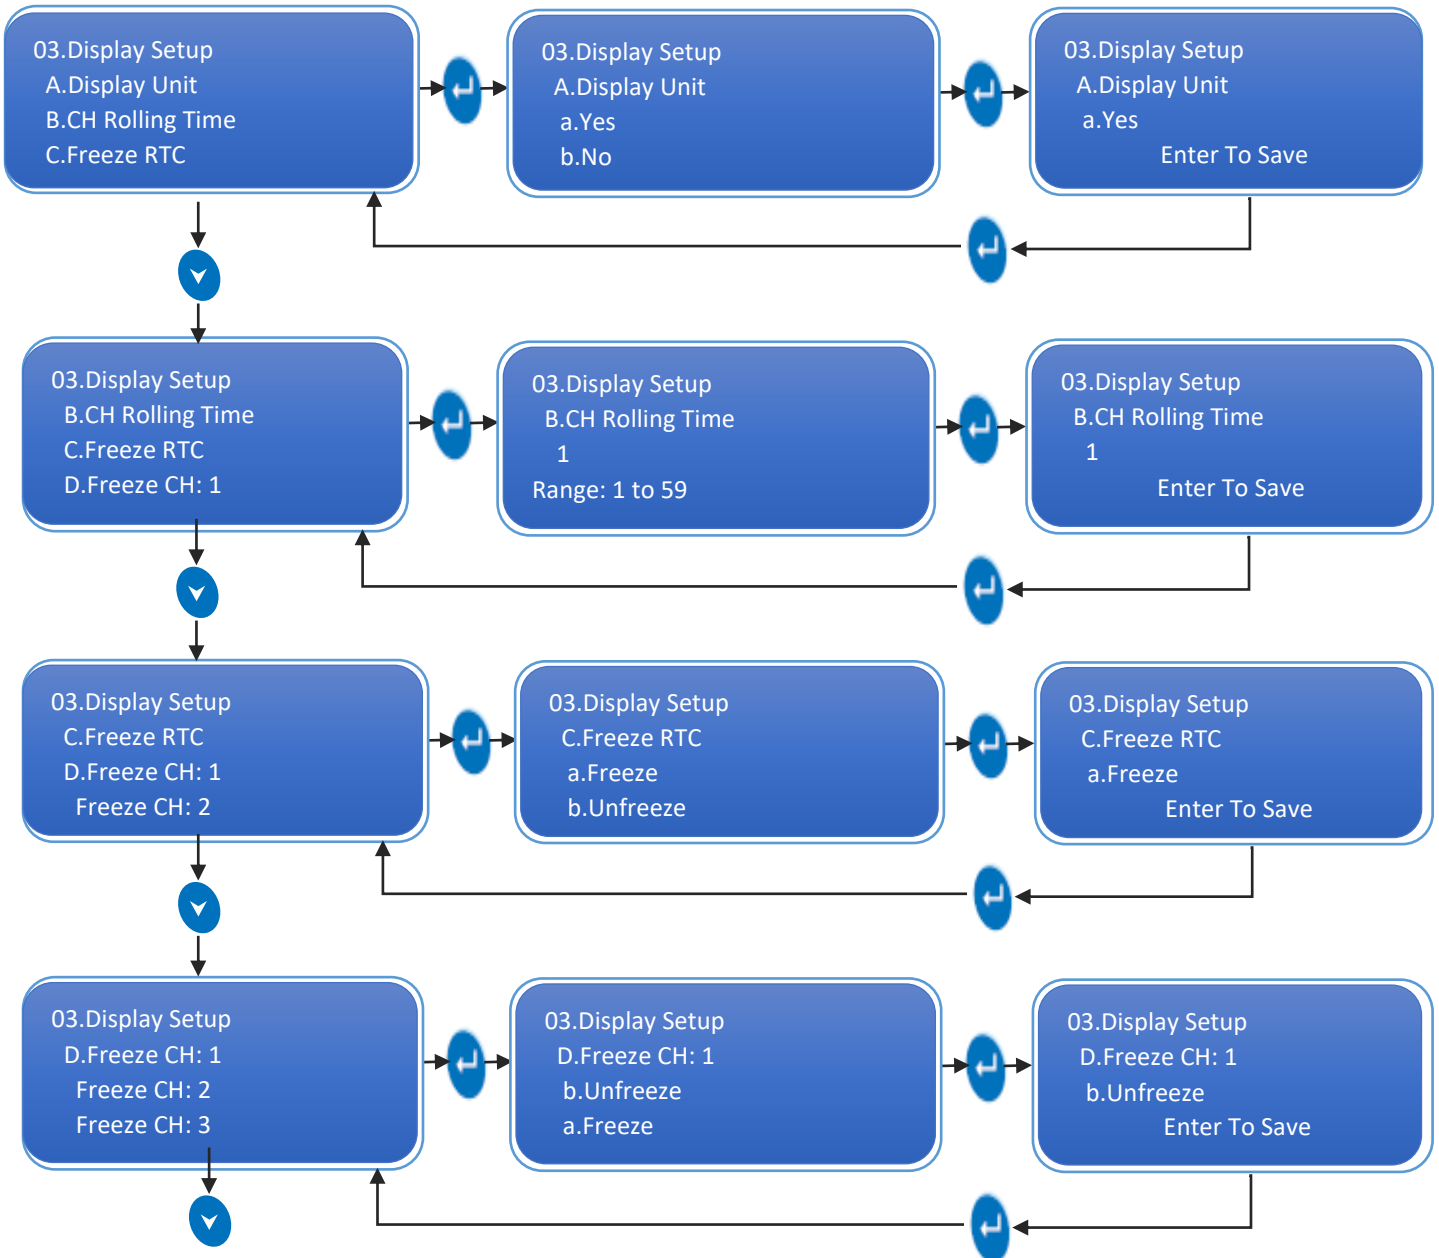 03.Display Setup
A.Display Unit
B.CH Rolling Time
C.Freeze RTC
03.Display Setup
A.Display Unit
a.Yes
b.No
03.Display Setup
A.Display Unit
a.Yes
Enter To Save
03.Display Setup
B.CH Rolling Time
C.Freeze RTC
D.Freeze CH: 1
03.Display Setup
B.CH Rolling Time
1
Range: 1 to 59
03.Display Setup
B.CH Rolling Time
1
Enter To Save
03.Display Setup
C.Freeze RTC
D.Freeze CH: 1
Freeze CH: 2
03.Display Setup
C.Freeze RTC
a.Freeze
b.Unfreeze
03.Display Setup
C.Freeze RTC
a.Freeze
Enter To Save
03.Display Setup
D.Freeze CH: 1
Freeze CH: 2
Freeze CH: 3
03.Display Setup
D.Freeze CH: 1
b.Unfreeze
a.Freeze
03.Display Setup
D.Freeze CH: 1
b.Unfreeze
Enter To Save